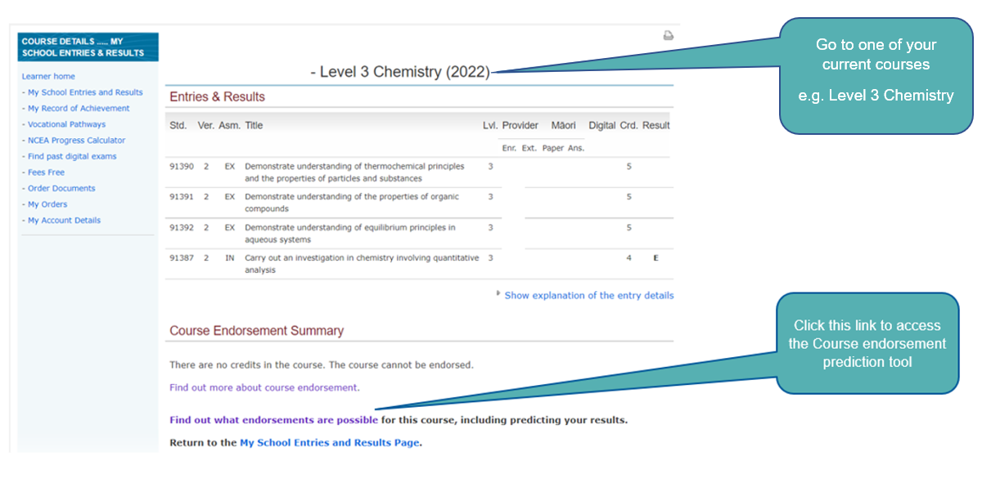 COURSE DETAILS ..... MY
SCHOOL ENTRIES & RESULTS
Learner home
- My School Entries and Results
- My Record of Achievement
- Vocational Pathways
- NCEA Progress Calculator
- Find past digital exams
- Fees Free
- Order Documents
- My Orders
- My Account Details
- Level 3 Chemistry (2022)
Go to one of your
current courses
e.g. Level 3 Chemistry
Entries & Results
Std. Ver. Asm. Title Lvl. Provider Māori Digital Crd. Result
Enr. Ext. Paper Ans.
91390 2 EX Demonstrate understanding of thermochemical principles 3 5
and the properties of particles and substances
91391 2 EX Demonstrate understanding of the properties of organic 3 5
compounds
91392 2 EX Demonstrate understanding of equilibrium principles in 3 5
aqueous systems
91387 2 IN Carry out an investigation in chemistry involving quantitative 3 4 E
analysis
Show explanation of the entry details
Course Endorsement Summary
There are no credits in the course. The course cannot be endorsed.
Find out more about course endorsement.
Click this link to access
the Course endorsement
prediction tool
Find out what endorsements are possible for this course, including predicting your results.
Return to the My School Entries and Results Page.